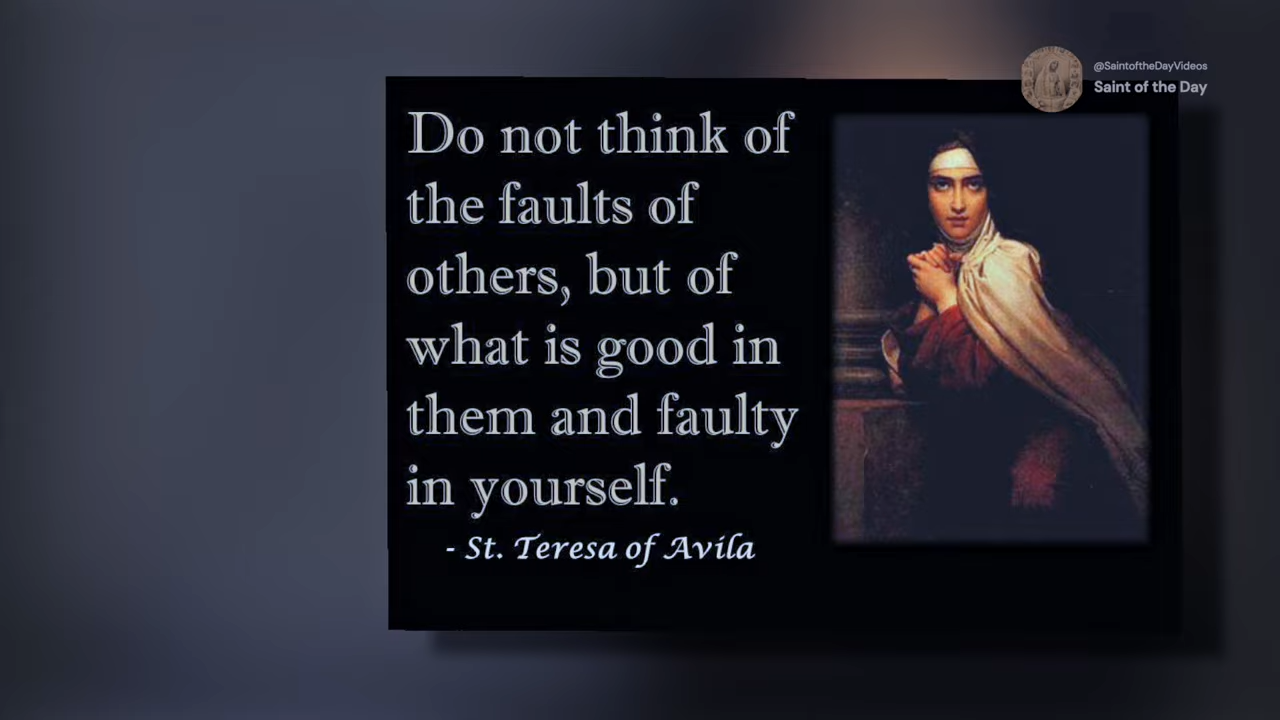 @SaintoftheDayVideos
Saint of the Day
Do not think of
the faults of
others, but of
what is good in
them and faulty
in yourself.
- St. Teresa of Avila